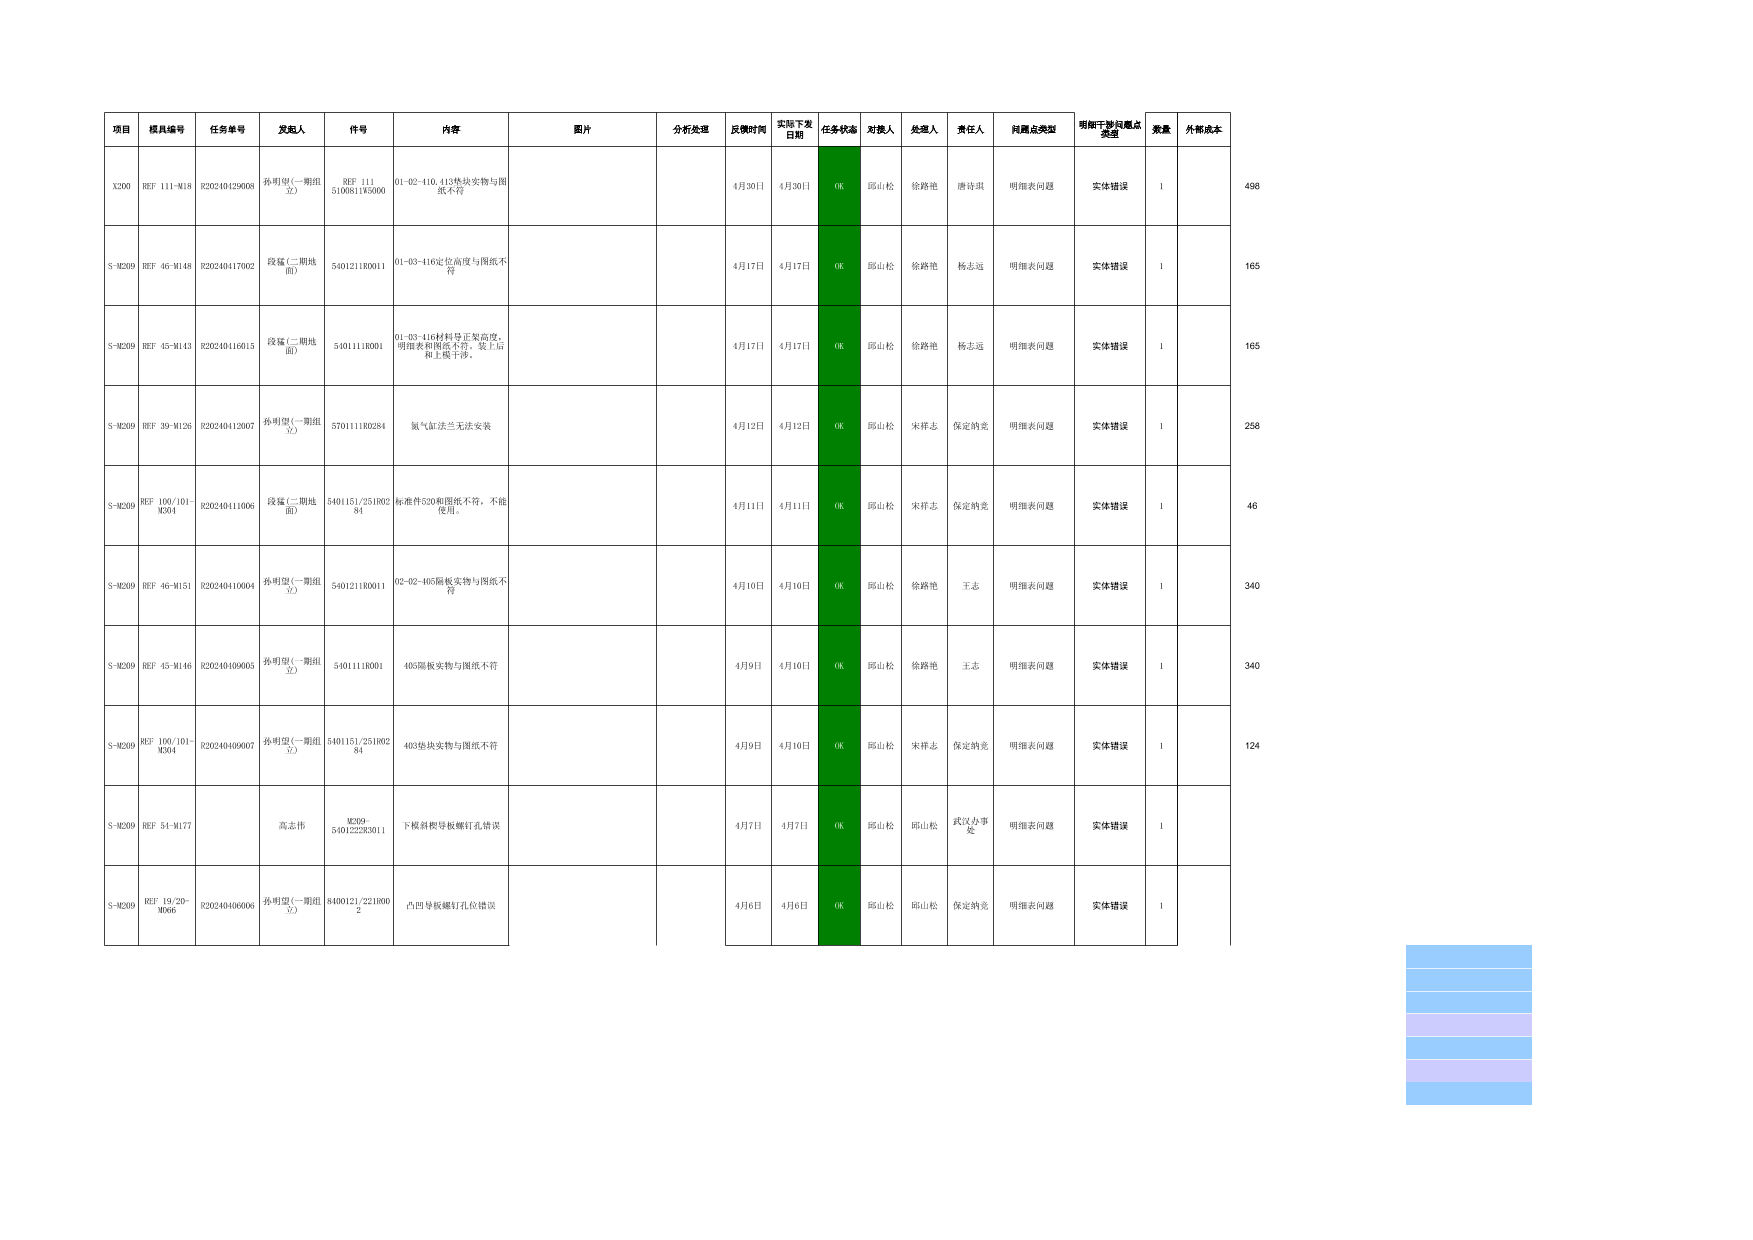 项目 模具编号 任务单号 发起人 件号 内容 图片 分析处理 反馈时间 实际下发日期 任务状态 对接人 处理人 责任人 问题点类型 明细干涉问题点类型 数量 外部成本
X200 REF 111-M18 R20240429008 孙明望(一期组立) REF 111 5100811W5000 01-02-410,413垫块实物与图纸不符 4月30日 4月30日 OK 邱山松 徐路艳 唐诗琪 明细表问题 实体错误 1 498
S-M209 REF 46-M148 R20240417002 段猛(二期地面) 5401211R0011 01-03-416定位高度与图纸不符 4月17日 4月17日 OK 邱山松 徐路艳 杨志远 明细表问题 实体错误 1 165
S-M209 REF 45-M143 R20240416015 段猛(二期地面) 5401111R001 01-03-416材料导正架高度，明细表和图纸不符。装上后和上模干涉。 4月17日 4月17日 OK 邱山松 徐路艳 杨志远 明细表问题 实体错误 1 165
S-M209 REF 39-M126 R20240412007 孙明望(一期组立) 5701111R0284 氮气缸法兰无法安装 4月12日 4月12日 OK 邱山松 宋祥志 保定纳竞 明细表问题 实体错误 1 258
S-M209 REF 100/101-M304 R20240411006 段猛(二期地面) 5401151/251R0284 标准件520和图纸不符，不能使用。 4月11日 4月11日 OK 邱山松 宋祥志 保定纳竞 明细表问题 实体错误 1 46
S-M209 REF 46-M151 R20240410004 孙明望(一期组立) 5401211R0011 02-02-405隔板实物与图纸不符 4月10日 4月10日 OK 邱山松 徐路艳 王志 明细表问题 实体错误 1 340
S-M209 REF 45-M146 R20240409005 孙明望(一期组立) 5401111R001 405隔板实物与图纸不符 4月9日 4月10日 OK 邱山松 徐路艳 王志 明细表问题 实体错误 1 340
S-M209 REF 100/101-M304 R20240409007 孙明望(一期组立) 5401151/251R0284 403垫块实物与图纸不符 4月9日 4月10日 OK 邱山松 宋祥志 保定纳竞 明细表问题 实体错误 1 124
S-M209 REF 54-M177 高志伟 M209-5401222R3011 下模斜楔导板螺钉孔错误 4月7日 4月7日 OK 邱山松 邱山松 武汉办事处 明细表问题 实体错误 1
S-M209 REF 19/20-M066 R20240406006 孙明望(一期组立) 8400121/221R002 凸凹导板螺钉孔位错误 4月6日 4月6日 OK 邱山松 邱山松 保定纳竞 明细表问题 实体错误 1